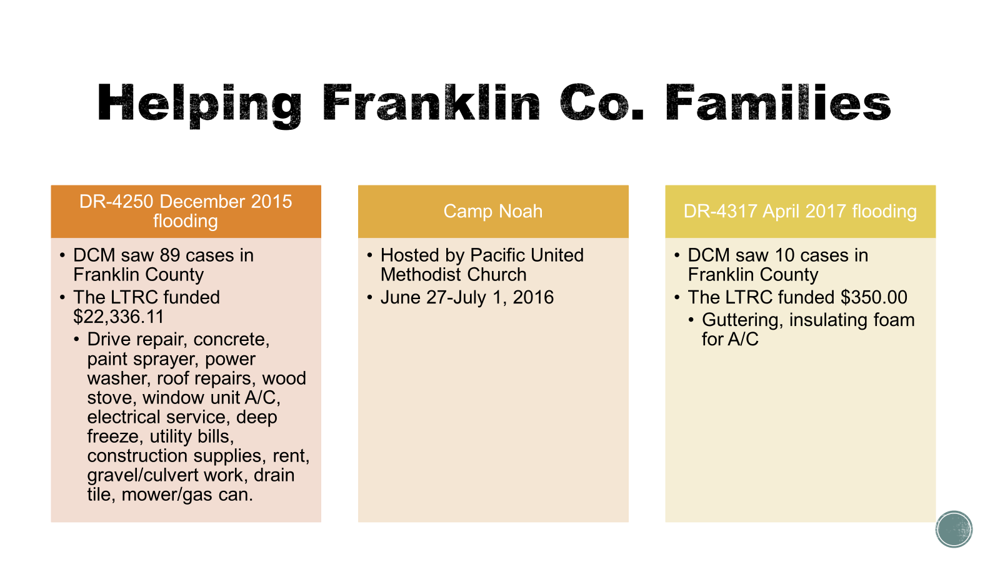 Helping Franklin Co. Families
DR-4250 December 2015
flooding
• DCM saw 89 cases in
Franklin County
• The LTRC funded
$22,336.11
• Drive repair, concrete,
paint sprayer, power
washer, roof repairs, wood
stove, window unit A/C,
electrical service, deep
freeze, utility bills,
construction supplies, rent,
gravel/culvert work, drain
tile, mower/gas can.
Camp Noah
• Hosted by Pacific United
Methodist Church
• June 27-July 1, 2016
DR-4317 April 2017 flooding
• DCM saw 10 cases in
Franklin County
• The LTRC funded $350.00
• Guttering, insulating foam
for A/C